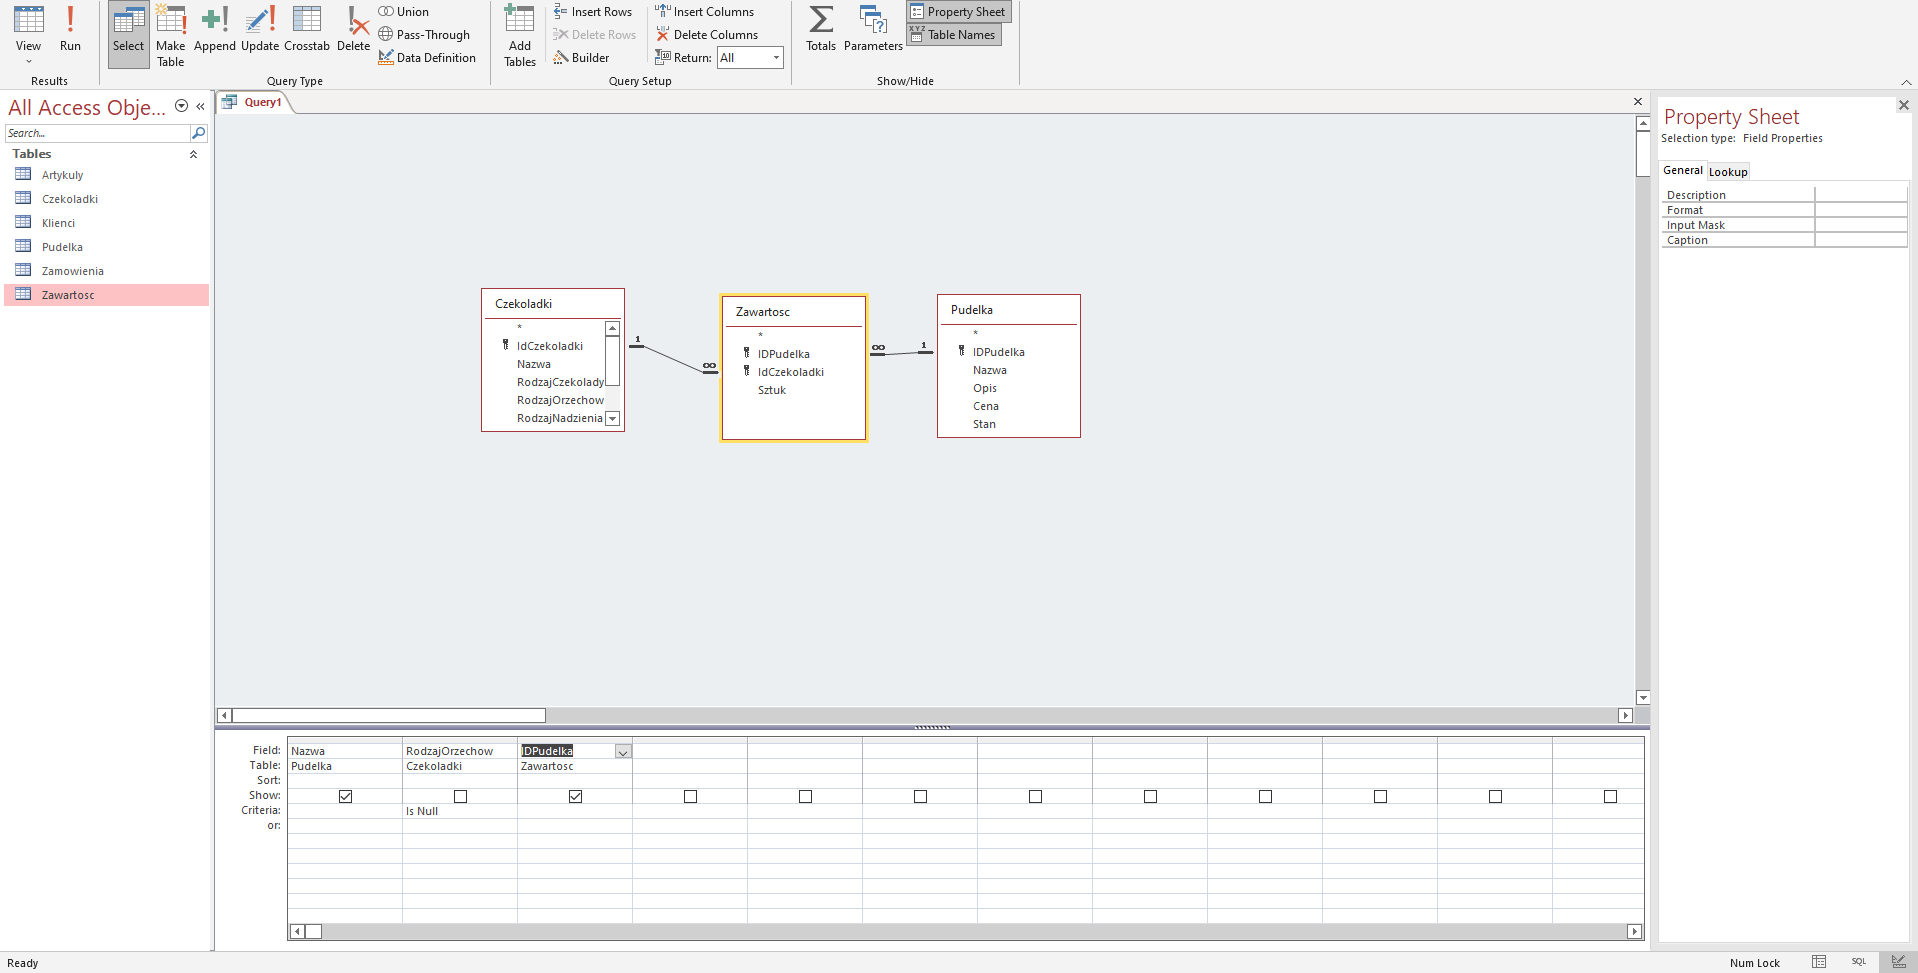 View
Run
Results
Select
Make Table
Append
Update
Crosstab
Delete
Union
Pass-Through
Data Definition
Query Type
Add Tables
Insert Rows
Delete Rows
Builder
Insert Columns
Delete Columns
Return: All
Query Setup
Totals
Parameters
Property Sheet
Table Names
Show/Hide
All Access Obje...
Search...
Tables
Artykuly
Czekoladki
Klienci
Pudelka
Zamowienia
Zawartosc
Query1
Czekoladki
*
IdCzekoladki
Nazwa
RodzajCzekolady
RodzajOrzechow
RodzajNadzienia
1
∞
Zawartosc
*
IDPudelka
IdCzekoladki
Sztuk
∞
1
Pudelka
*
IDPudelka
Nazwa
Opis
Cena
Stan
Field: Nazwa RodzajOrzechow IDPudelka
Table: Pudelka Czekoladki Zawartosc
Sort:
Show:
Criteria: Is Null
or:
Property Sheet
Selection type: Field Properties
General Lookup
Description
Format
Input Mask
Caption
Ready
Num Lock
SQL